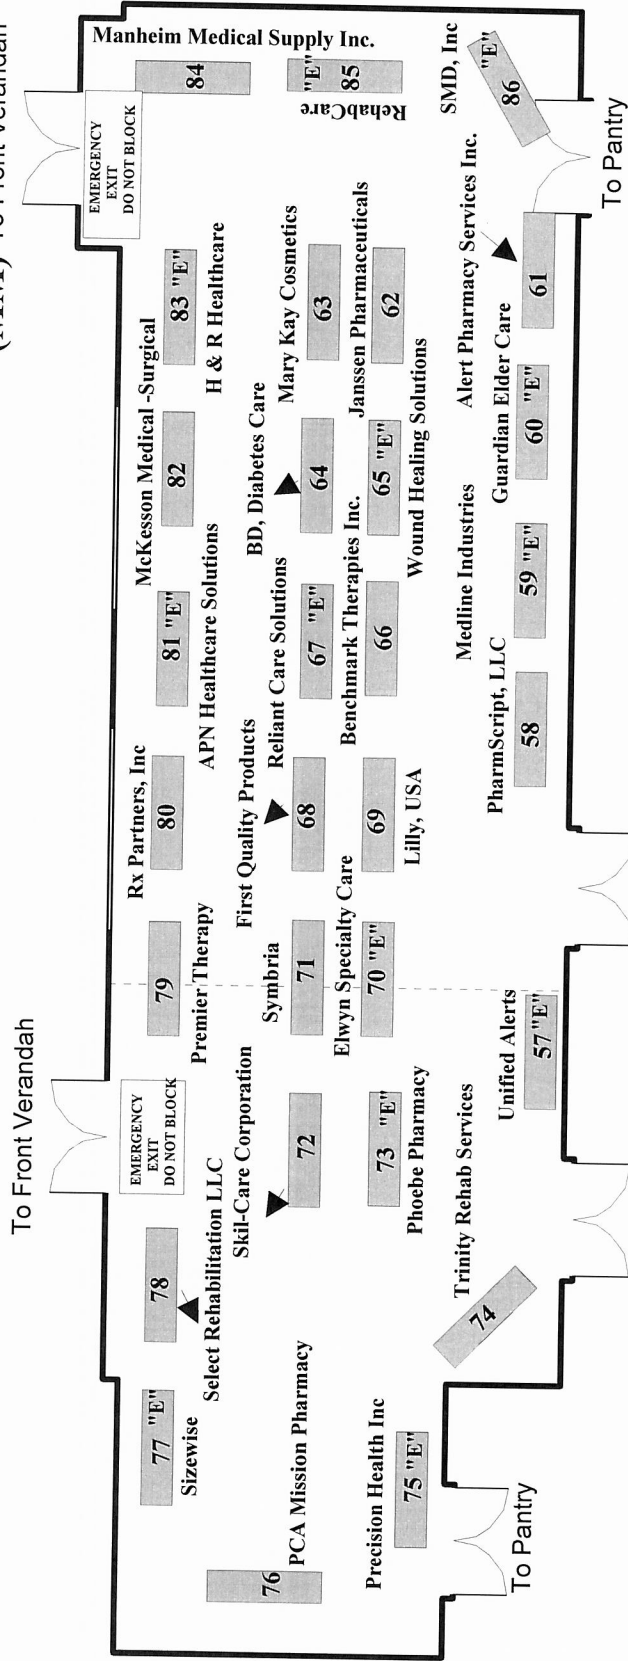 (MM) To Front Verandah
To Front Verandah
Manheim Medical Supply Inc.
84
"E"
85
RehabCare
SMD, Inc
"E"
86
EMERGENCY
EXIT
DO NOT BLOCK
To Pantry
Alert Pharmacy Services Inc.
61
83 "E"
H & R Healthcare
Mary Kay Cosmetics
63
Janssen Pharmaceuticals
62
Guardian Elder Care
60 "E"
McKesson Medical -Surgical
82
BD, Diabetes Care
64
65 "E"
Wound Healing Solutions
Medline Industries
59 "E"
81 "E"
APN Healthcare Solutions
Reliant Care Solutions
67 "E"
Benchmark Therapies Inc.
66
PharmScript, LLC
58
Rx Partners, Inc
80
First Quality Products
68
69
Lilly, USA
79
Premier Therapy
Symbria
71
Elwyn Specialty Care
70 "E"
Unified Alerts
57 "E"
EMERGENCY
EXIT
DO NOT BLOCK
Skil-Care Corporation
72
73 "E"
Phoebe Pharmacy
Trinity Rehab Services
74
78
Select Rehabilitation LLC
77 "E"
Sizewise
76
PCA Mission Pharmacy
Precision Health Inc
75 "E"
To Pantry